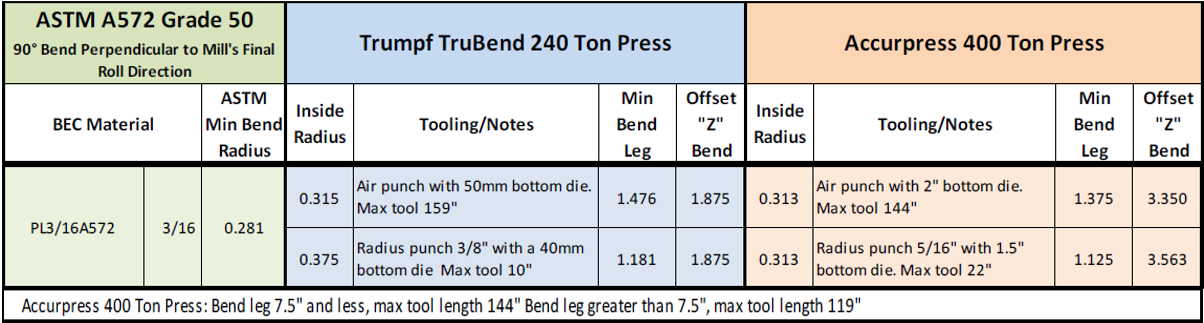 ASTM A572 Grade 50
90° Bend Perpendicular to Mill's Final
Roll Direction
Trumpf TruBend 240 Ton Press
Accurpress 400 Ton Press
BEC Material
ASTM
Min Bend
Radius
Inside
Radius
Tooling/Notes
Min
Bend
Leg
Offset
"Z"
Bend
Inside
Radius
Tooling/Notes
Min
Bend
Leg
Offset
"Z"
Bend
PL3/16A572
3/16
0.281
0.315
Air punch with 50mm bottom die.
Max tool 159"
1.476
1.875
0.313
Air punch with 2" bottom die.
Max tool 144"
1.375
3.350
0.375
Radius punch 3/8" with a 40mm
bottom die Max tool 10"
1.181
1.875
0.313
Radius punch 5/16" with 1.5"
bottom die. Max tool 22"
1.125
3.563
Accurpress 400 Ton Press: Bend leg 7.5" and less, max tool length 144" Bend leg greater than 7.5", max tool length 119"